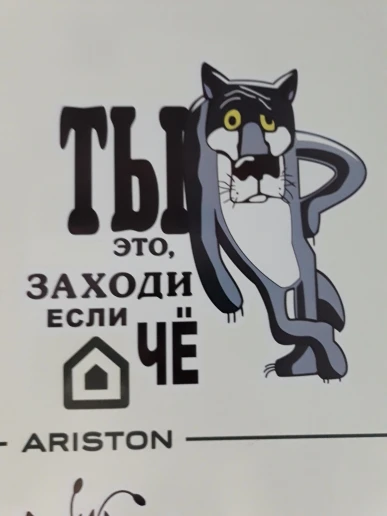 ТЫ
ЭТО,
ЗАХОДИ
ЕСЛИ
ЧЁ
ARISTON